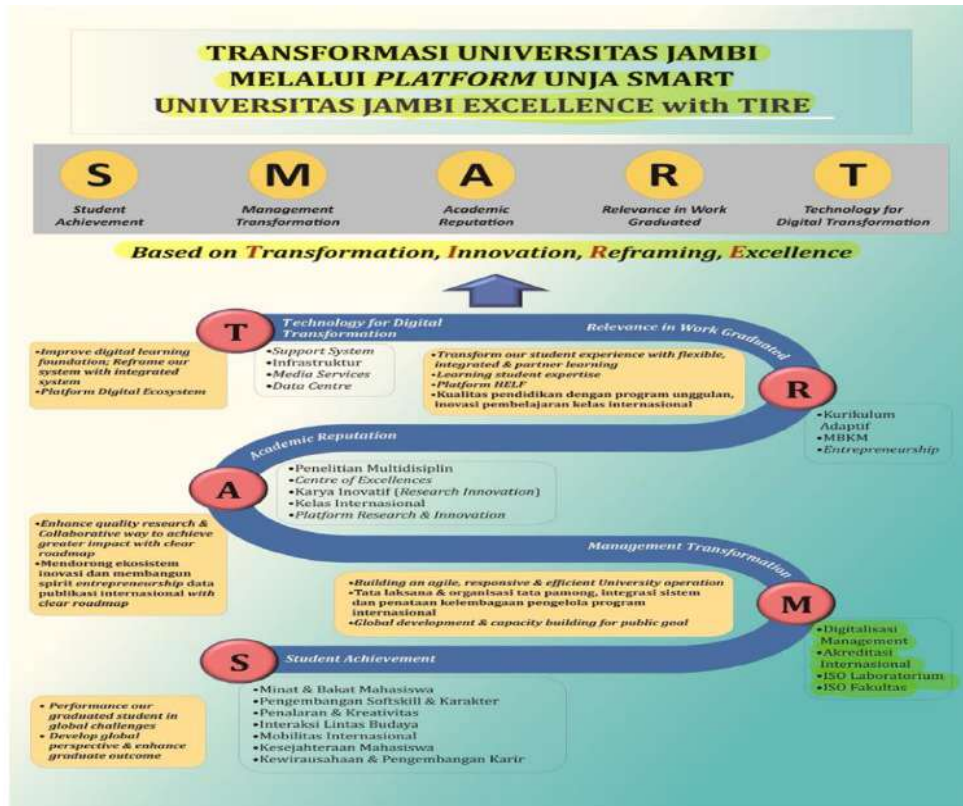 TRANSFORMASI UNIVERSITAS JAMBI
MELALUI PLATFORM UNJA SMART
UNIVERSITAS JAMBI EXCELLENCE with TIRE
S
M
A
R
T
Student
Achievement
Management
Transformation
Academic
Reputation
Relevance in Work
Graduated
Technology for
Digital Transformation
Based on Transformation, Innovation, Reframing, Excellence
T
Technology for Digital
Transformation
Relevance in Work Graduated
•Improve digital learning
foundation; Reframe our
system with integrated
system
•Platform Digital Ecosystem
•Support System
•Infrastruktur
•Media Services
•Data Centre
•Transform our student experience with flexible,
integrated & partner learning
•Learning student expertise
•Platform HELF
•Kualitas pendidikan dengan program unggulan,
inovasi pembelajaran kelas internasional
R
•Kurikulum
Adaptif
•MBKM
•Entrepreneurship
Academic Reputation
A
•Penelitian Multidisiplin
•Centre of Excellences
•Karya Inovatif (Research Innovation)
•Kelas Internasional
•Platform Research & Innovation
•Enhance quality research &
Collaborative way to achieve
greater impact with clear
roadmap
•Mendorong ekosistem
inovasi dan membangun
spirit entrepreneurship data
publikasi internasional with
clear roadmap
Management Transformation
•Building an agile, responsive & efficient University operation
•Tata laksana & organisasi tata pamong, integrasi sistem
dan penataan kelembagaan pengelola program
internasional
•Global development & capacity building for public goal
M
•Digitalisasi
Management
•Akreditasi
Internasional
•ISO Laboratorium
•ISO Fakultas
S
Student Achievement
•Minat & Bakat Mahasiswa
•Pengembangan Softskill & Karakter
•Penalaran & Kreativitas
•Interaksi Lintas Budaya
•Mobilitas Internasional
•Kesejahteraan Mahasiswa
•Kewirausahaan & Pengembangan Karir
• Performance our
graduated student in
global challenges
• Develop global
perspective & enhance
graduate outcome